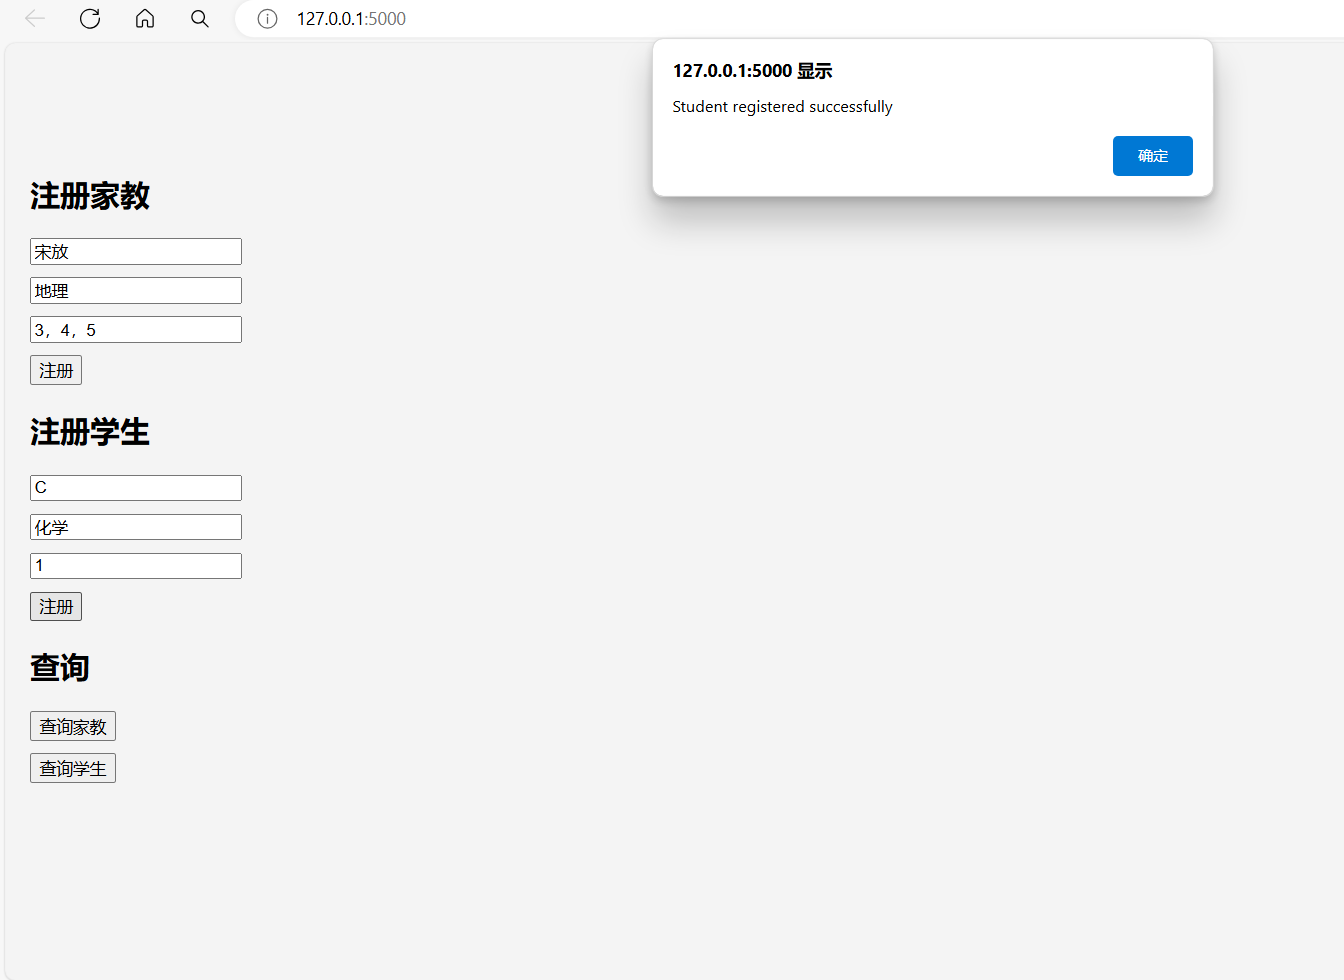 127.0.0.1:5000
127.0.0.1:5000 显示
Student registered successfully
确定
注册家教
宋放
地理
3，4，5
注册
注册学生
C
化学
1
注册
查询
查询家教
查询学生